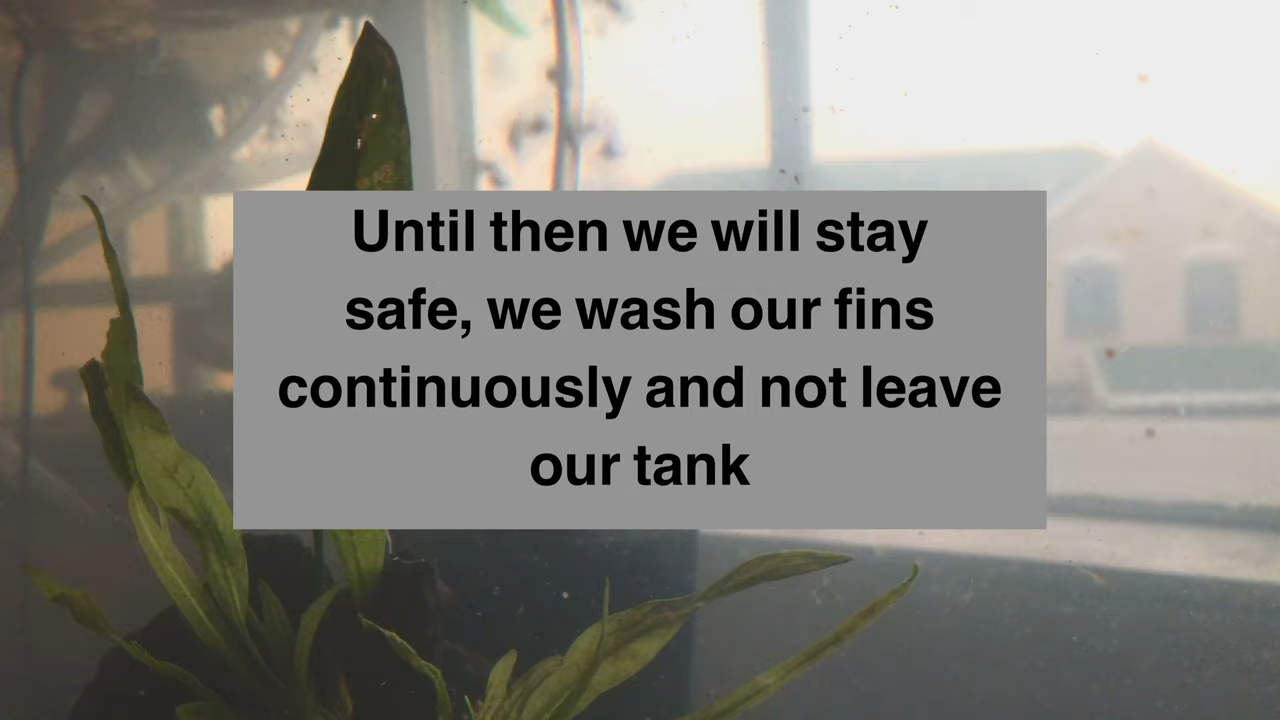 Until then we will stay
safe, we wash our fins
continuously and not leave
our tank